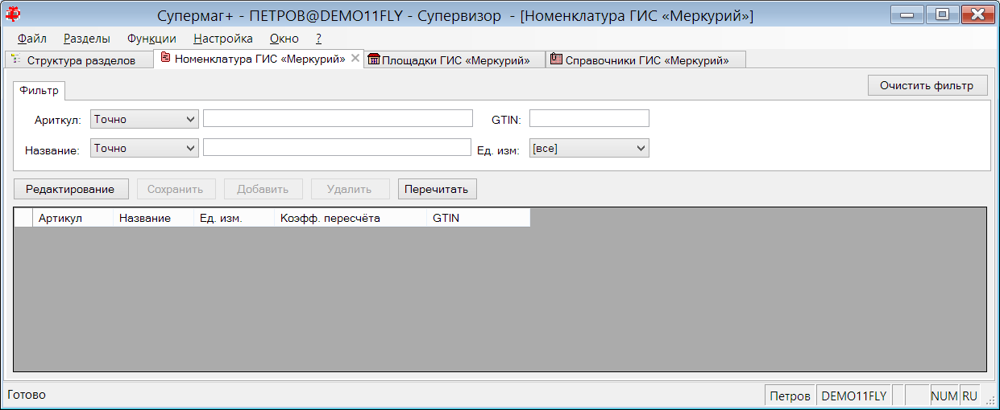 Супермаг+ - ПЕТРОВ@DEMO11FLY - Супервизор - [Номенклатура ГИС «Меркурий»]
Файл Разделы Функции Настройка Окно ?
Структура разделов Номенклатура ГИС «Меркурий» Площадки ГИС «Меркурий» Справочники ГИС «Меркурий»
Фильтр Очистить фильтр
Ариткул: Точно GTIN:
Название: Точно Ед. изм: [все]
Редактирование Сохранить Добавить Удалить Перечитать
Артикул Название Ед. изм. Коэфф. пересчёта GTIN
Готово Петров DEMO11FLY NUM RU